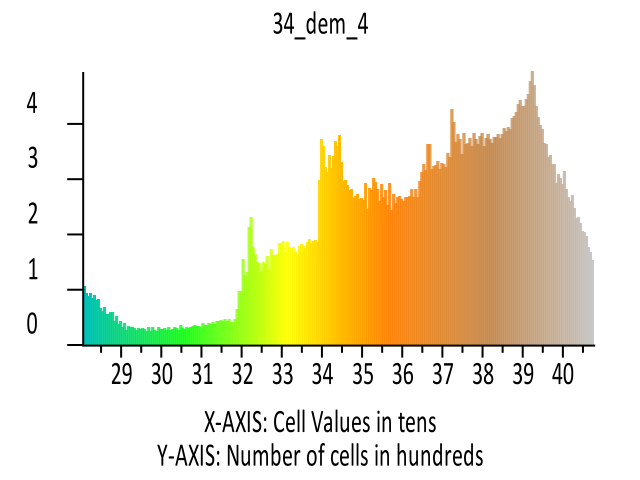 34_dem_4
4
3
2
1
0
29 30 31 32 33 34 35 36 37 38 39 40
X-AXIS: Cell Values in tens
Y-AXIS: Number of cells in hundreds